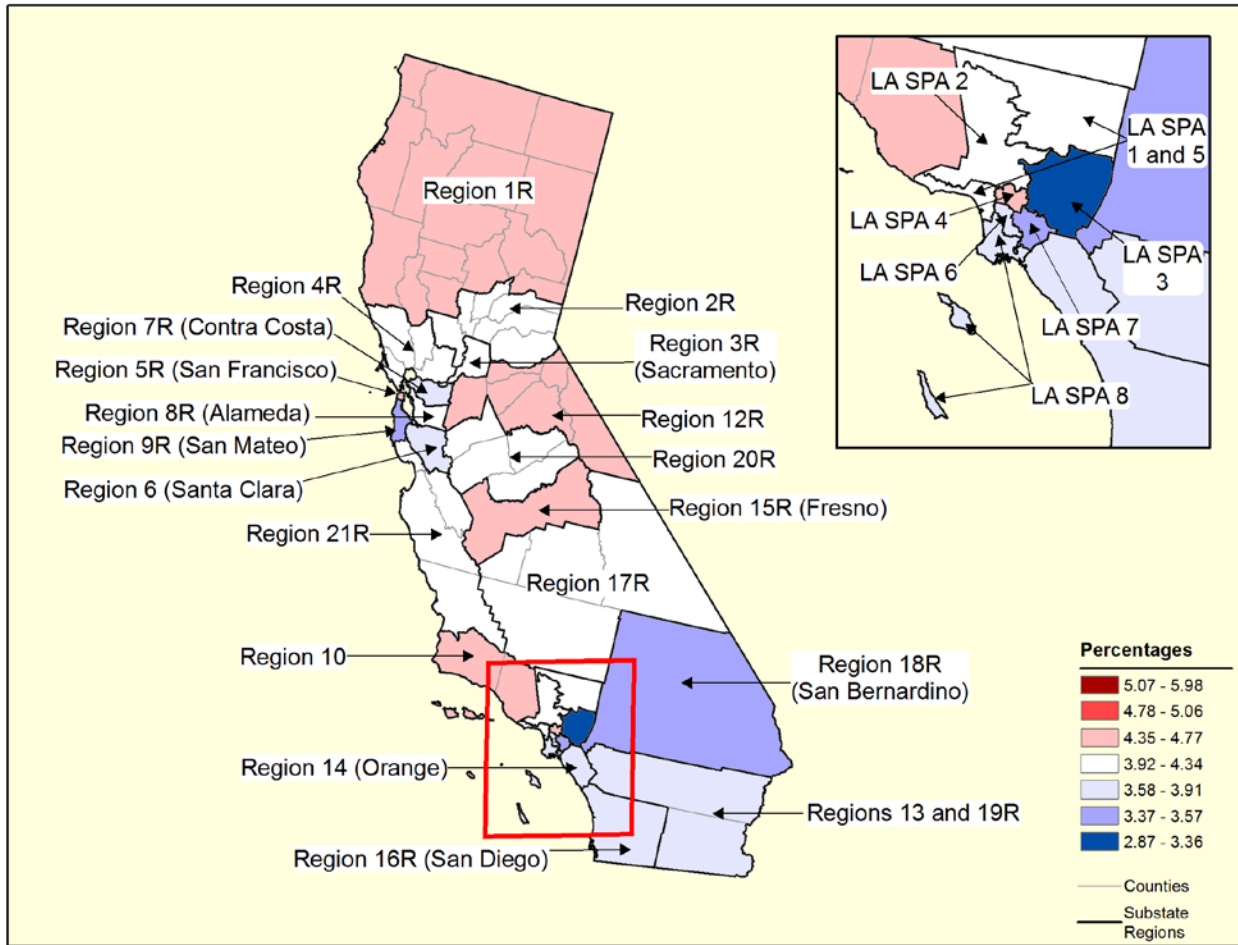 Region 1R
Region 4R
Region 7R (Contra Costa)
Region 5R (San Francisco)
Region 8R (Alameda)
Region 9R (San Mateo)
Region 6 (Santa Clara)
Region 21R
Region 10
Region 14 (Orange)
Region 16R (San Diego)
Region 2R
Region 3R
(Sacramento)
Region 12R
Region 20R
Region 15R (Fresno)
Region 17R
Region 18R
(San Bernardino)
Regions 13 and 19R
LA SPA 2
LA SPA
1 and 5
LA SPA 4
LA SPA 6
LA SPA
3
LA SPA 7
LA SPA 8
Percentages
5.07 - 5.98
4.78 - 5.06
4.35 - 4.77
3.92 - 4.34
3.58 - 3.91
3.37 - 3.57
2.87 - 3.36
Counties
Substate
Regions